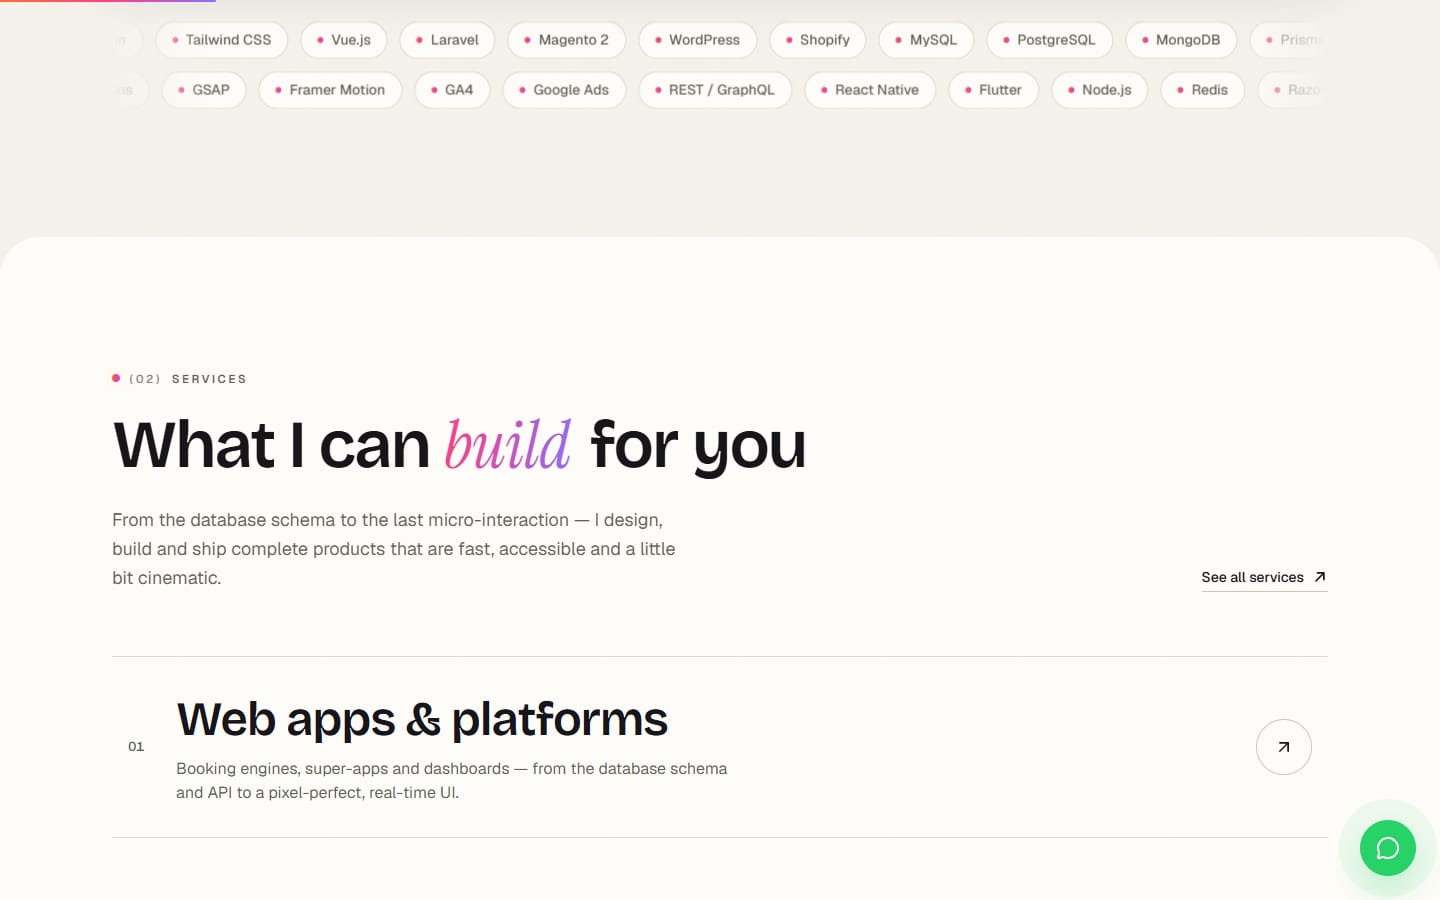 Tailwind CSS Vue.js Laravel Magento 2 WordPress Shopify MySQL PostgreSQL MongoDB
GSAP Framer Motion GA4 Google Ads REST / GraphQL React Native Flutter Node.js Redis
(02) SERVICES
What I can build for you
From the database schema to the last micro-interaction — I design,
build and ship complete products that are fast, accessible and a little
bit cinematic.
See all services
01
Web apps & platforms
Booking engines, super-apps and dashboards — from the database schema
and API to a pixel-perfect, real-time UI.